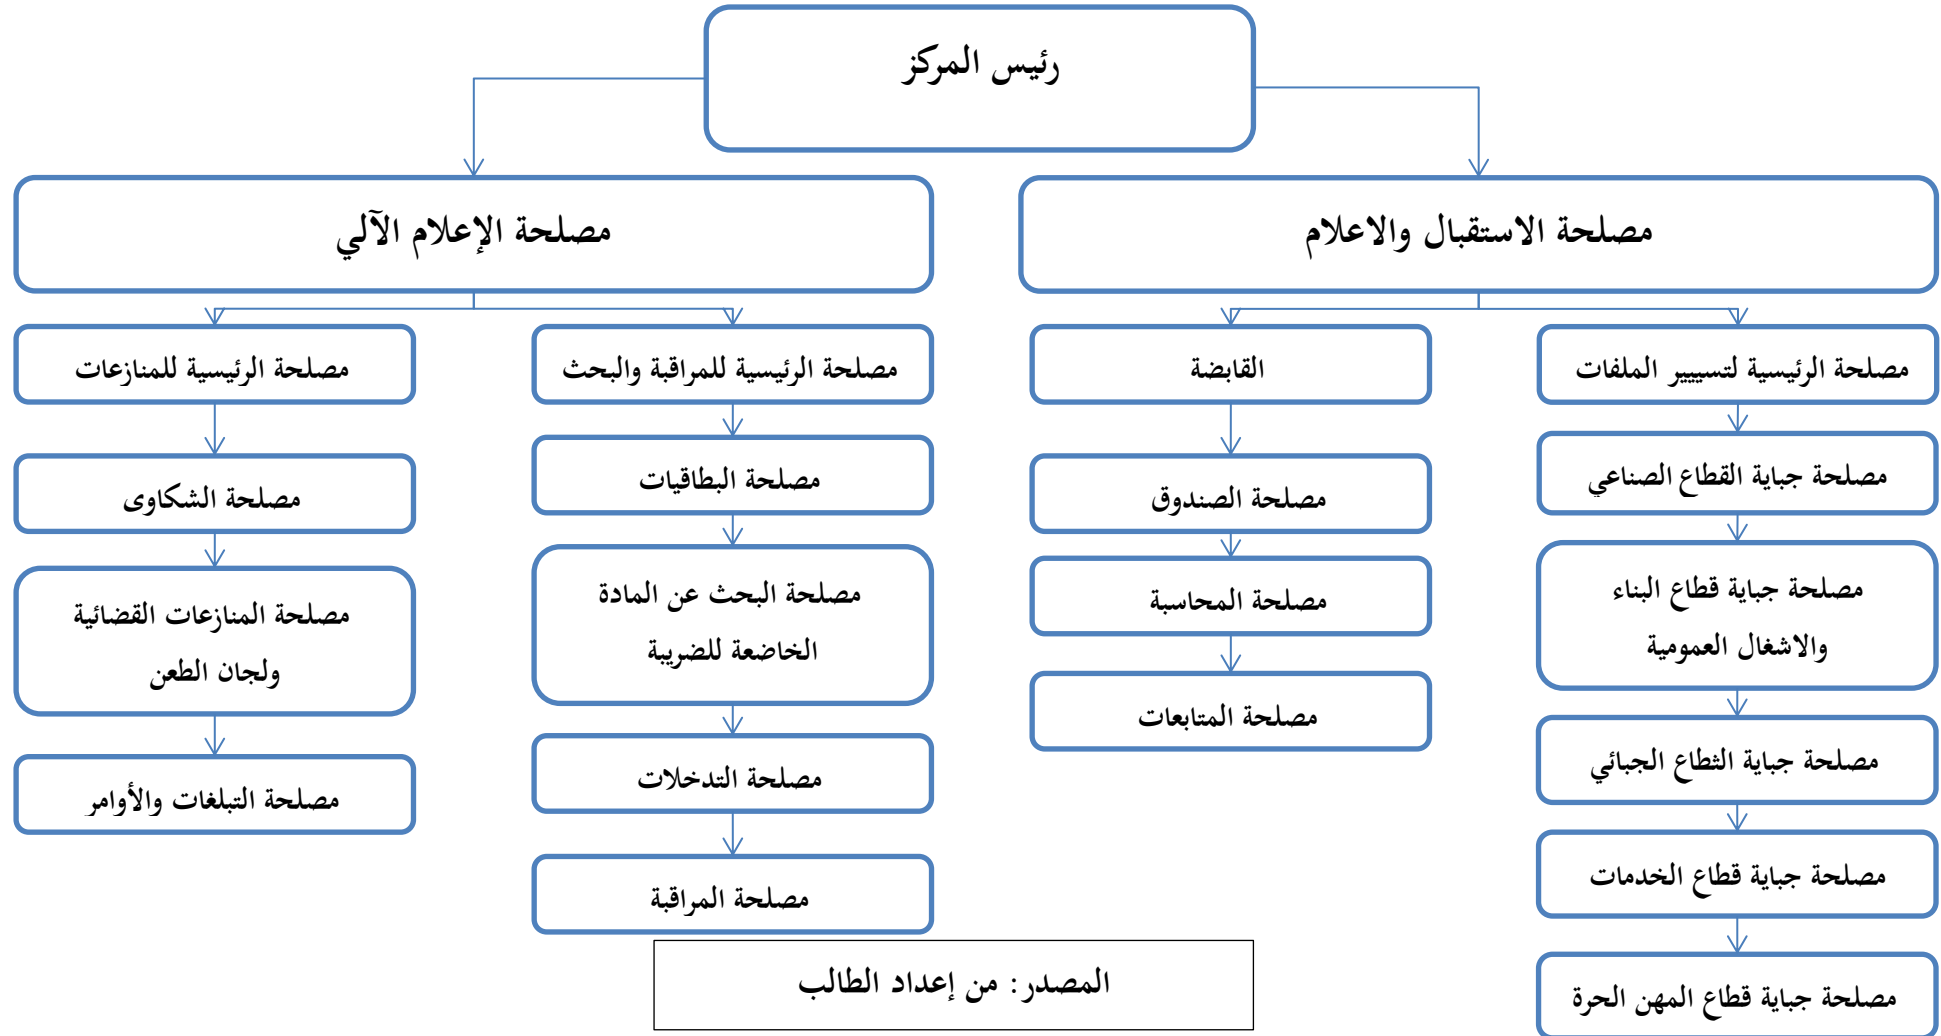 رئيس المركز
مصلحة الاستقبال والاعلام
مصلحة الإعلام الآلي
مصلحة الرئيسية لتسييير الملفات
القابضة
مصلحة الرئيسية للمراقبة والبحث
مصلحة الرئيسية للمنازعات
مصلحة جباية القطاع الصناعي
مصلحة جباية قطاع البناء
والاشغال العمومية
مصلحة جباية الثطاع الجبائي
مصلحة جباية قطاع الخدمات
مصلحة جباية قطاع المهن الحرة
مصلحة الصندوق
مصلحة المحاسبة
مصلحة المتابعات
مصلحة البطاقيات
مصلحة البحث عن المادة
الخاضعة للضريبة
مصلحة التدخلات
مصلحة المراقبة
مصلحة الشكاوى
مصلحة المنازعات القضائية
ولجان الطعن
مصلحة التبلغات والأوامر
المصدر: من إعداد الطالب